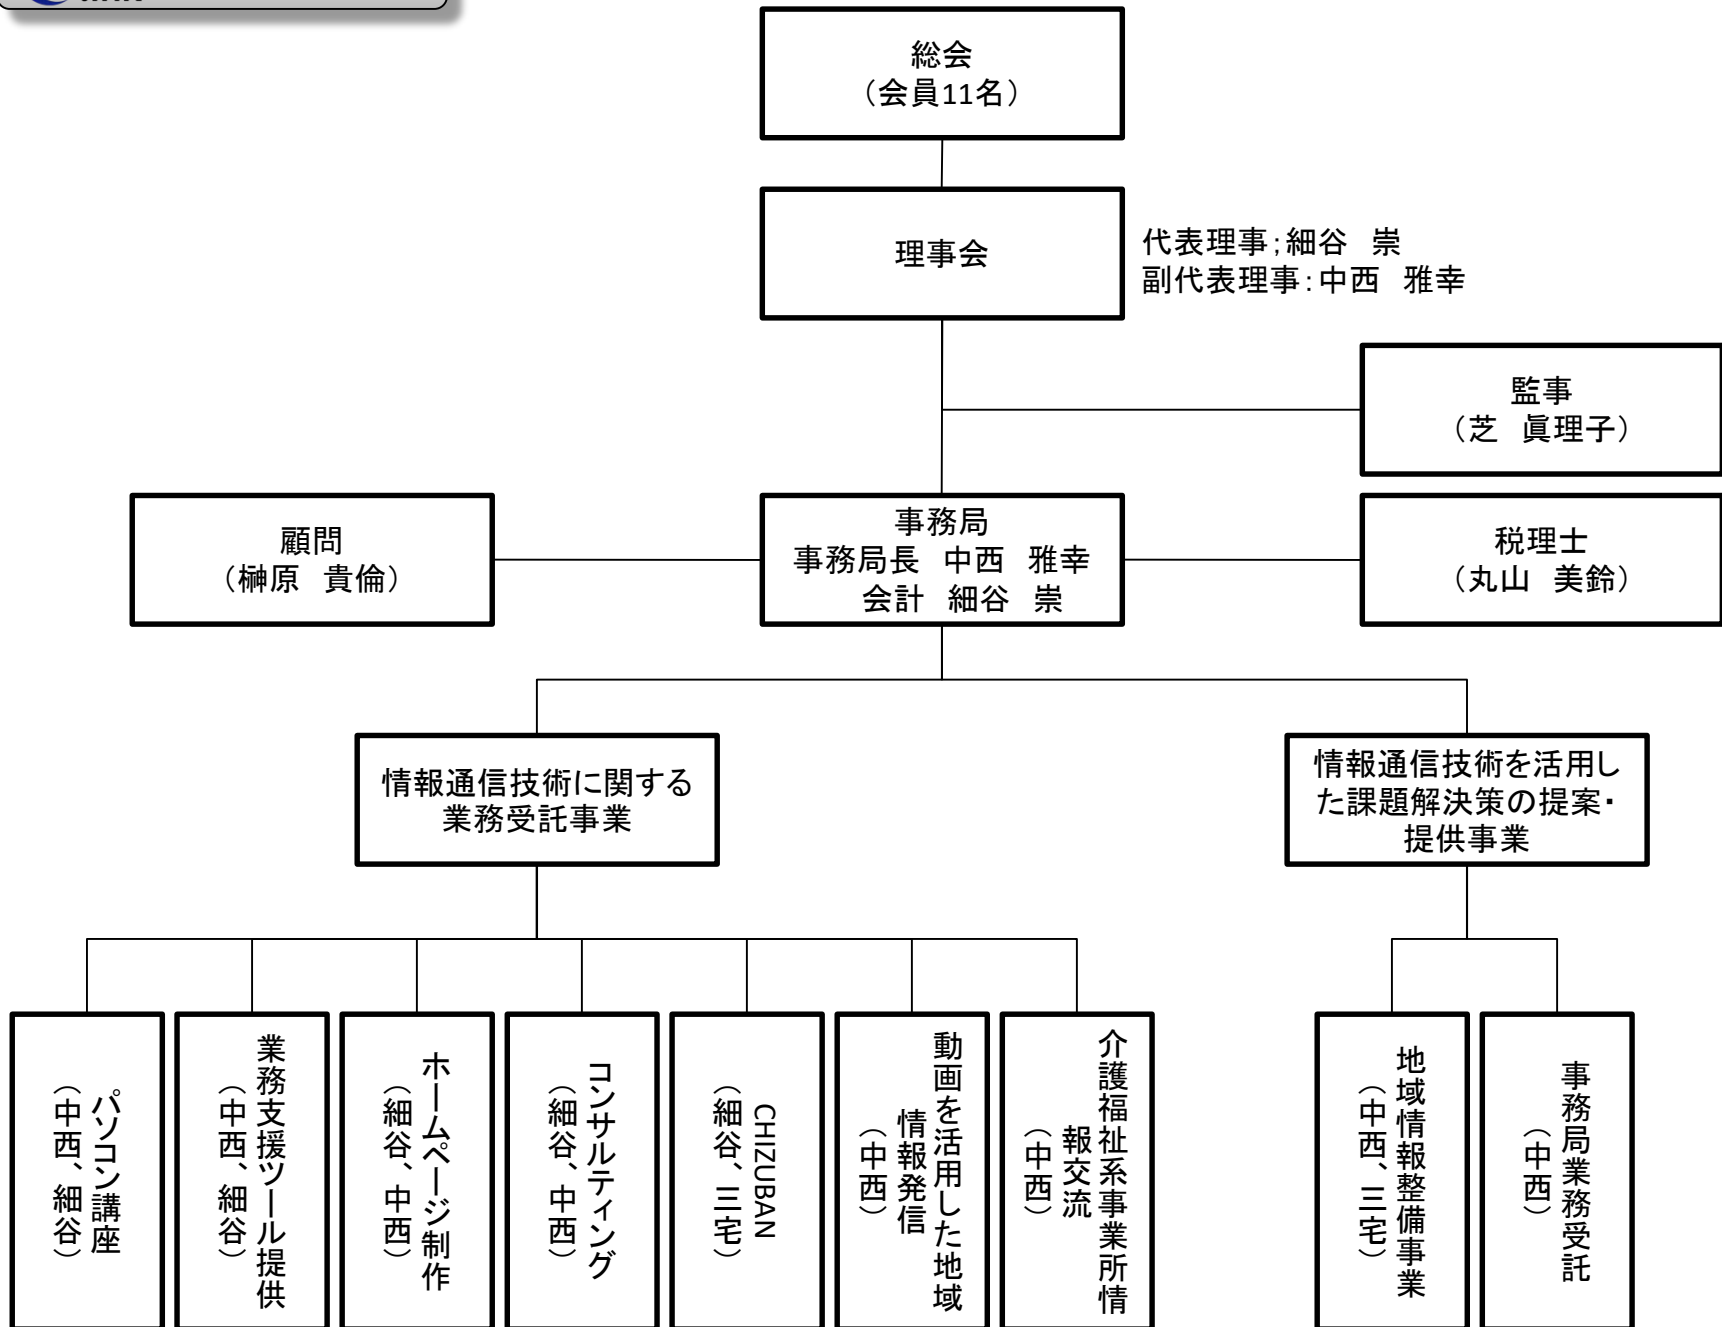 総会
（会員11名）
理事会
代表理事；細谷　崇
副代表理事：中西　雅幸
監事
（芝　眞理子）
顧問
（榊原　貴倫）
事務局
事務局長　中西　雅幸
会計　細谷　崇
税理士
（丸山　美鈴）
情報通信技術に関する
業務受託事業
情報通信技術を活用し
た課題解決策の提案・
提供事業
パソコン講座
（中西、細谷）
業務支援ツール提供
（中西、細谷）
ホームページ制作
（細谷、中西）
コンサルティング
（細谷、中西）
CHIZUBAN
（細谷、三宅）
動画を活用した地域
情報発信
（中西）
介護福祉系事業所情
報交流
（中西）
地域情報整備事業
（中西、三宅）
事務局業務受託
（中西）